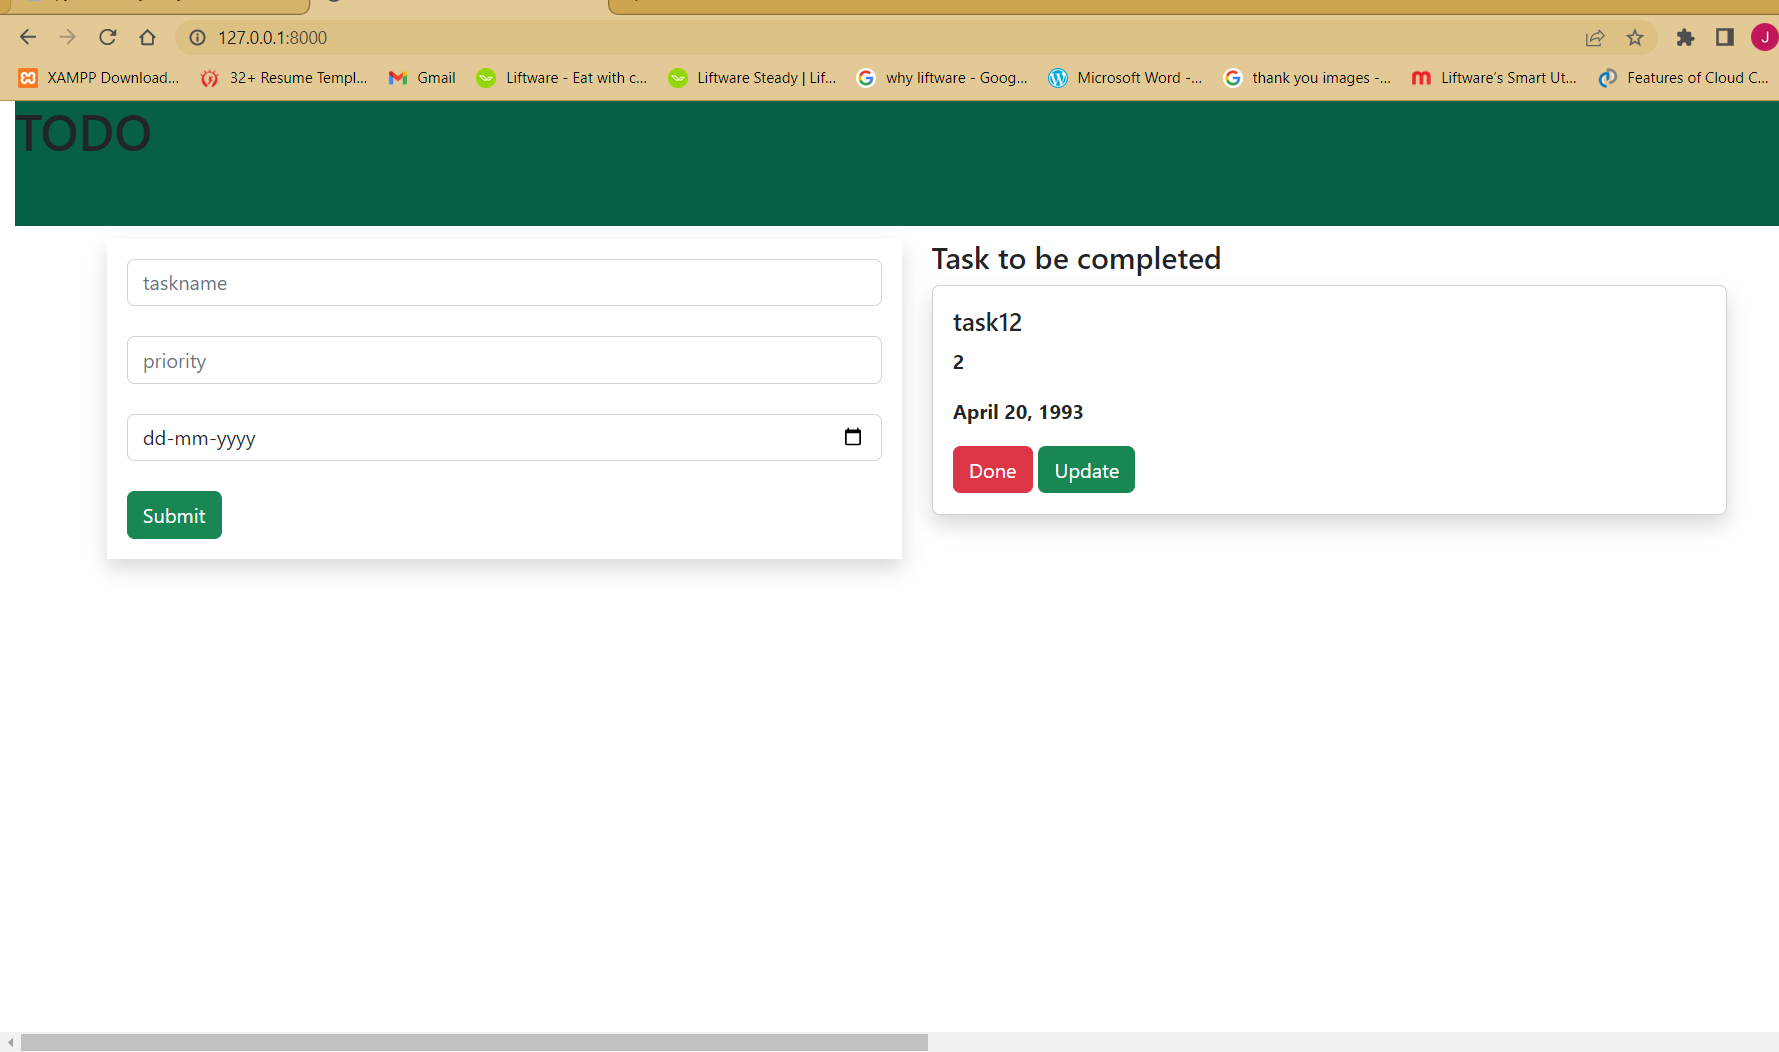 127.0.0.1:8000
J
XAMPP Download... 32+ Resume Templ... Gmail Liftware - Eat with c... Liftware Steady | Lif... why liftware - Goog... Microsoft Word -... thank you images -... Liftware's Smart Ut... Features of Cloud C...
TODO
taskname
priority
dd-mm-yyyy
Submit
Task to be completed
task12
2
April 20, 1993
Done Update